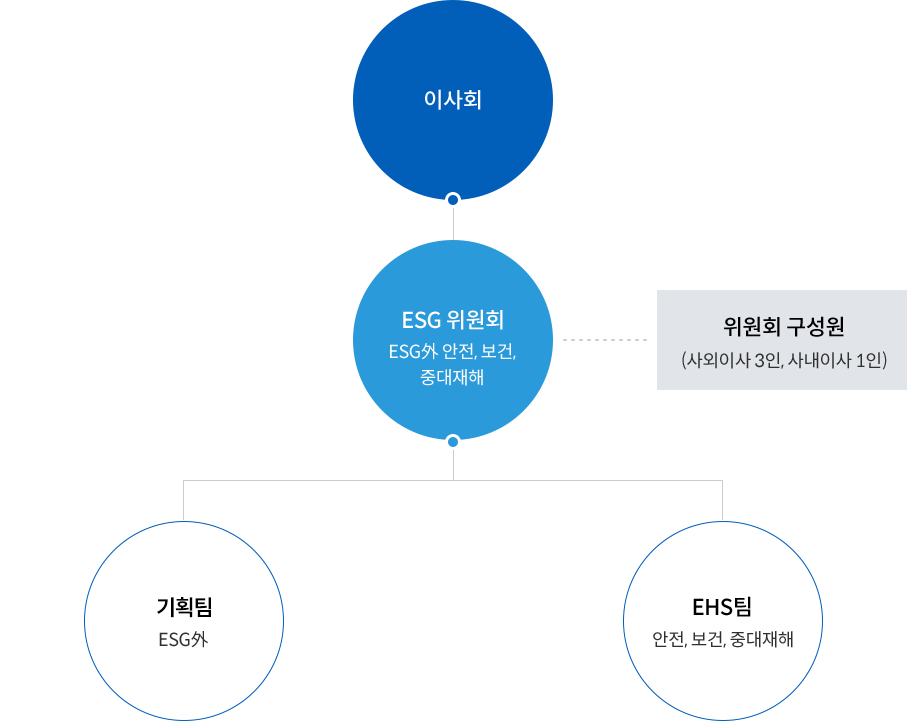 이사회
ESG 위원회
ESG外 안전, 보건,
중대재해
위원회 구성원
(사외이사 3인, 사내이사 1인)
기획팀
ESG外
EHS팀
안전, 보건, 중대재해